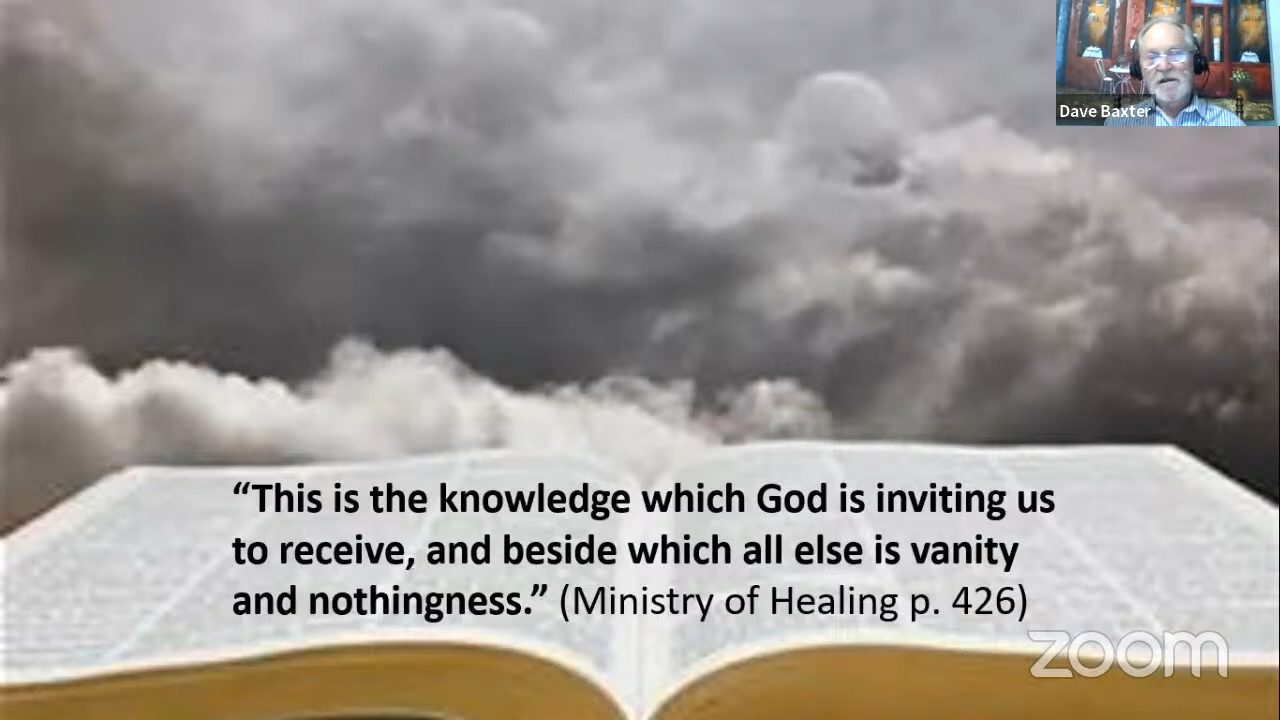 Dave Baxter
“This is the knowledge which God is inviting us
to receive, and beside which all else is vanity
and nothingness.” (Ministry of Healing p. 426)
zoom